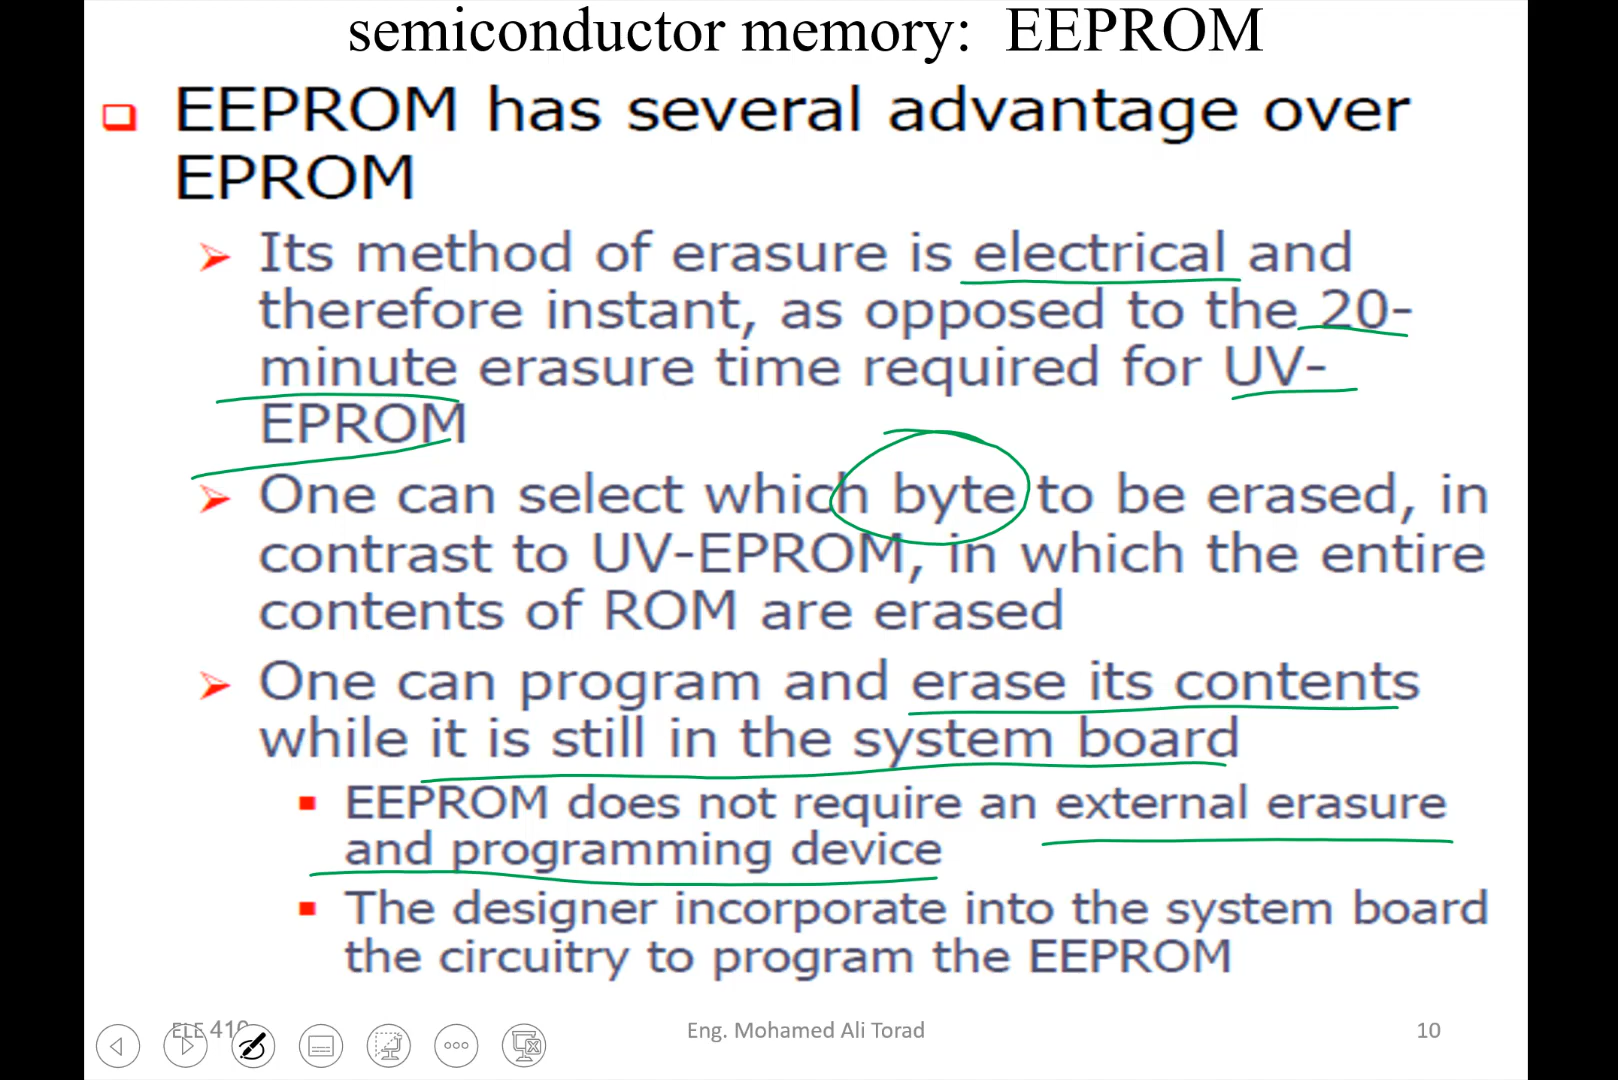 semiconductor memory: EEPROM
EEPROM has several advantage over
EPROM
Its method of erasure is electrical and
therefore instant, as opposed to the 20-
minute erasure time required for UV-
EPROM
One can select which byte to be erased, in
contrast to UV-EPROM, in which the entire
contents of ROM are erased
One can program and erase its contents
while it is still in the system board
EEPROM does not require an external erasure
and programming device
The designer incorporate into the system board
the circuitry to program the EEPROM
ELE 410
Eng. Mohamed Ali Torad
10